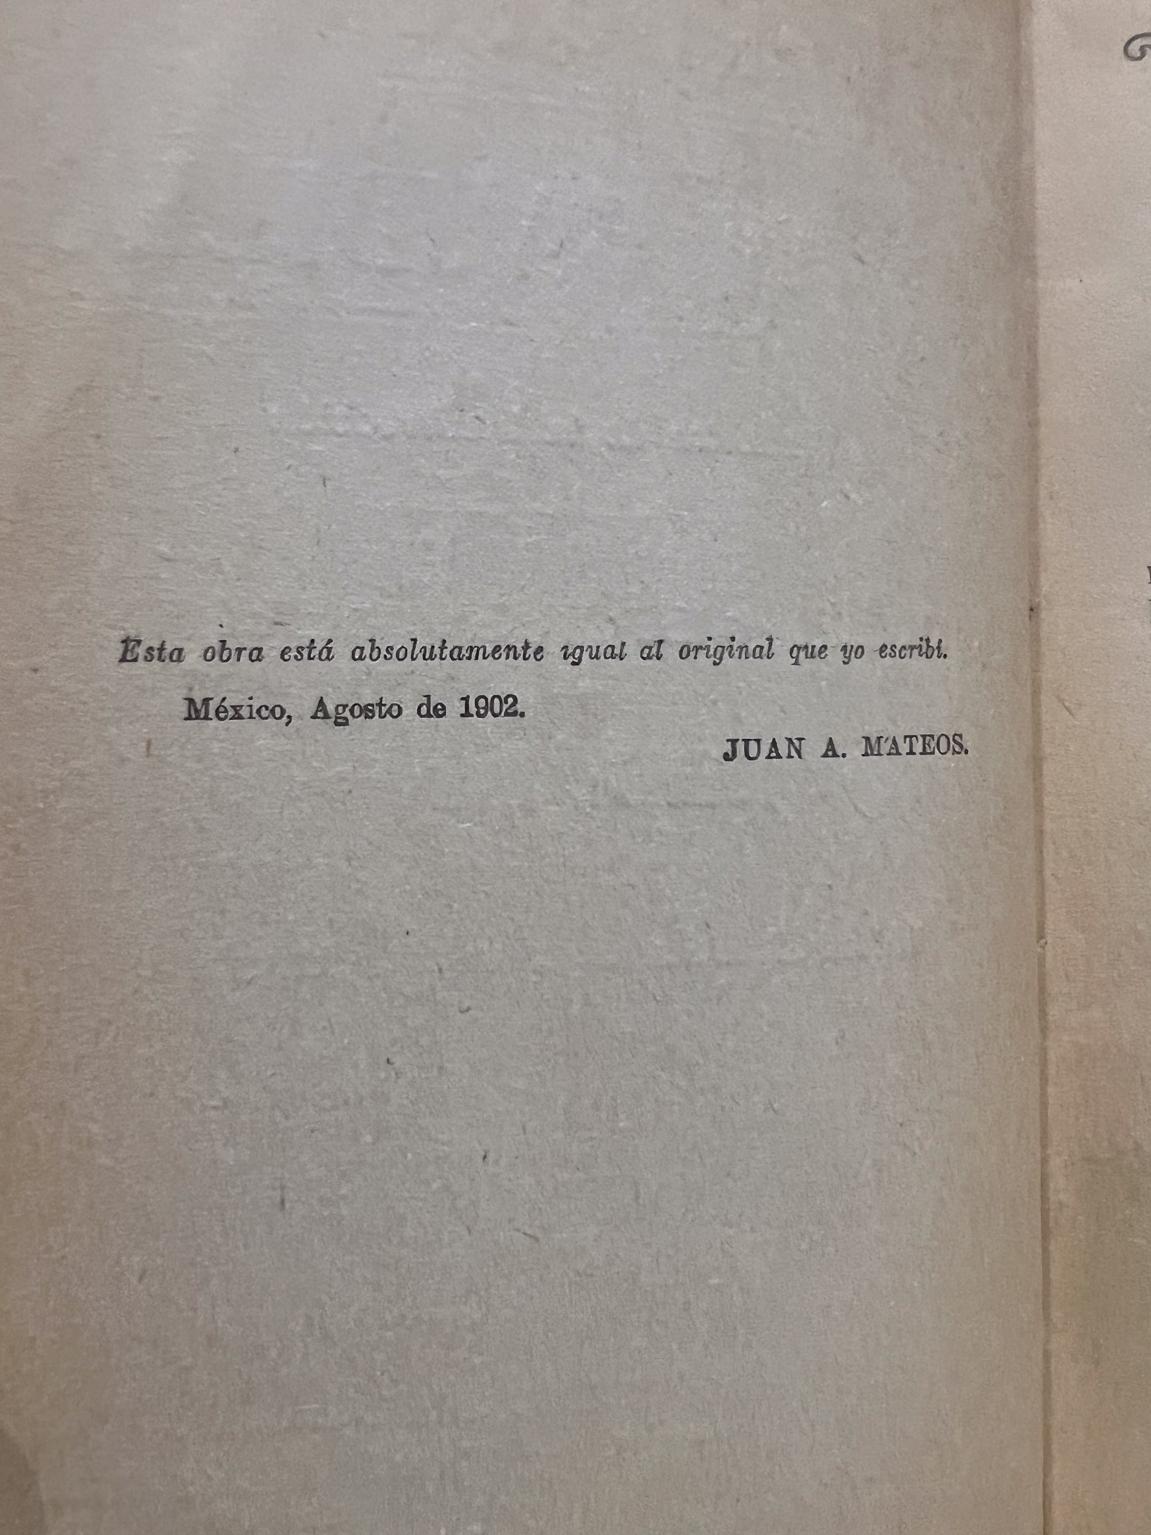 Esta obra está absolutamente igual al original que yo escribí.
México, Agosto de 1902.
JUAN A. MATEOS.